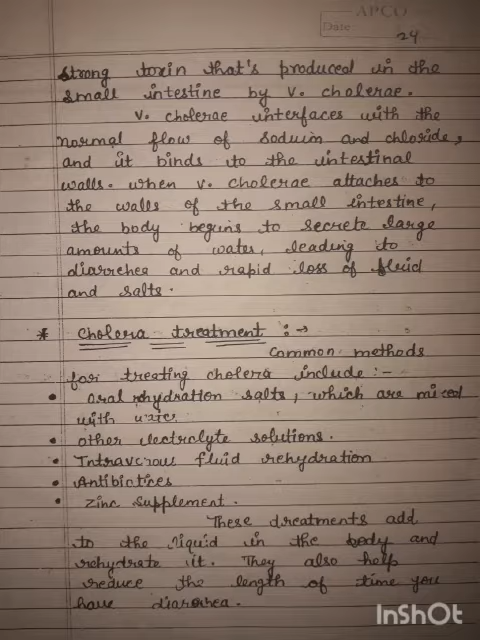 APCO
Date:
24
strong toxin that's produced in the
small intestine by v. cholerae.
v. cholerae interfaces with the
normal flow of soduim and chloride,
and it binds to the intestinal
walls. when v. cholerae attaches to
the walls of the small intestine,
the body begins to secrete large
amounts of water, leading to
diarrehea and rapid loss of fluid
and salts.
* cholera treatment :→
common methods
for treating cholera include :-
• oral rehydration salts, which are mixed
with water
• other electrolyte solutions.
• Intravenous fluid rehydration
• Antibiotices
• zinc supplement.
These dreatments add
to the liquid in the body and
rehydrate it. They also help
reduce the length of time you
have diarorhea.
InShOt